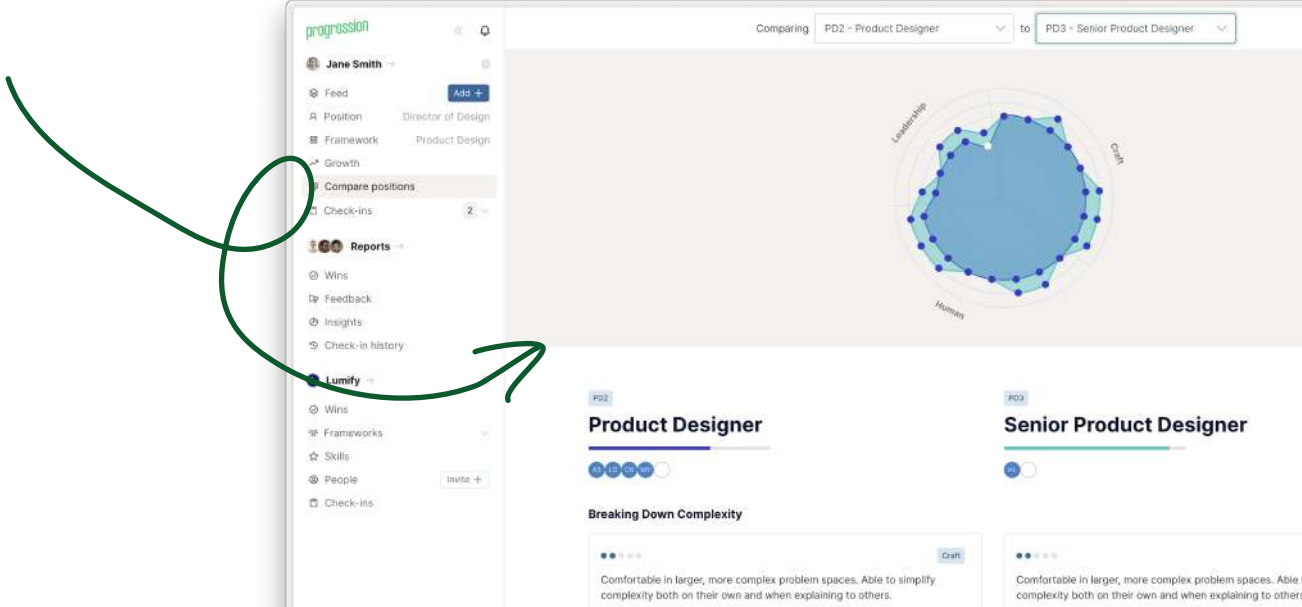 progression
Comparing PD2 - Product Designer to PD3 - Senior Product Designer
Jane Smith
Feed Add +
Position Director of Design
Framework Product Design
Growth
Compare positions
Check-ins 2
Reports
Wins
Feedback
Insights
Check-in history
Lumify
Wins
Frameworks
Skills
People Invite +
Check-ins
Leadership
Craft
Human
PD2
Product Designer
PD3
Senior Product Designer
Breaking Down Complexity
Craft
Comfortable in larger, more complex problem spaces. Able to simplify
complexity both on their own and when explaining to others.
Comfortable in larger, more complex problem spaces. Able
complexity both on their own and when explaining to others